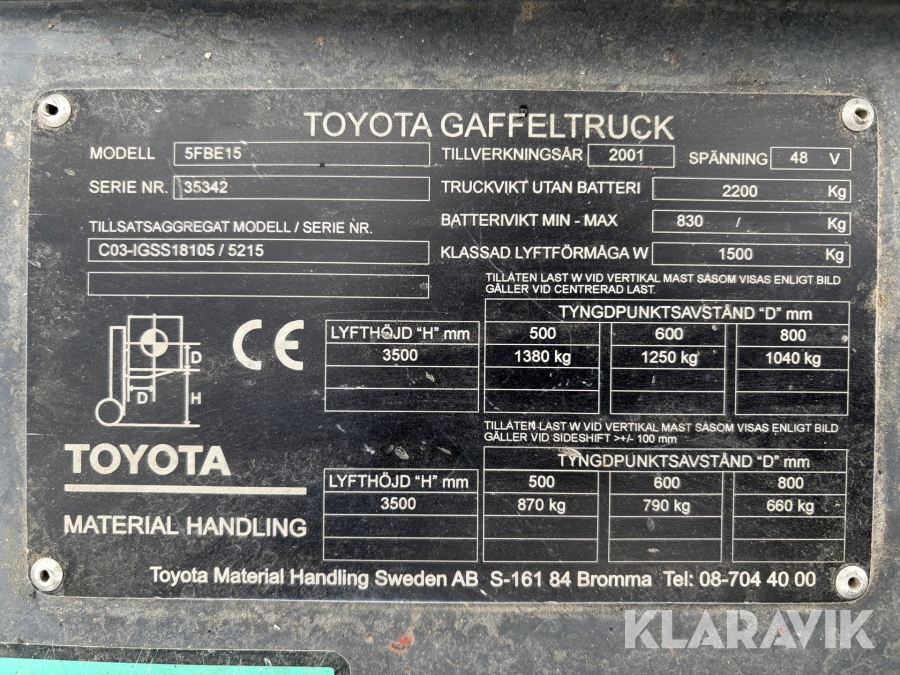 TOYOTA GAFFELTRUCK
MODELL 5FBE15 TILLVERKNINGSÅR 2001 SPÄNNING 48 V
SERIE NR. 35342 TRUCKVIKT UTAN BATTERI 2200 Kg
TILLSATSAGGREGAT MODELL / SERIE NR. BATTERIVIKT MIN - MAX 830 / Kg
C03-IGSS18105 / 5215 KLASSAD LYFTFÖRMÅGA W 1500 Kg
TILLÅTEN LAST W VID VERTIKAL MAST SÅSOM VISAS ENLIGT BILD
GÄLLER VID CENTRERAD LAST.
TYNGDPUNKTSAVSTÅND "D" mm
LYFTHÖJD "H" mm 500 600 800
3500 1380 kg 1250 kg 1040 kg
D
D H
CE
TILLÅTEN LAST W VID VERTIKAL MAST SÅSOM VISAS ENLIGT BILD
GÄLLER VID SIDESHIFT >+/- 100 mm
TYNGDPUNKTSAVSTÅND "D" mm
LYFTHÖJD "H" mm 500 600 800
3500 870 kg 790 kg 660 kg
TOYOTA
MATERIAL HANDLING
Toyota Material Handling Sweden AB S-161 84 Bromma Tel: 08-704 40 00
KLARAVIK